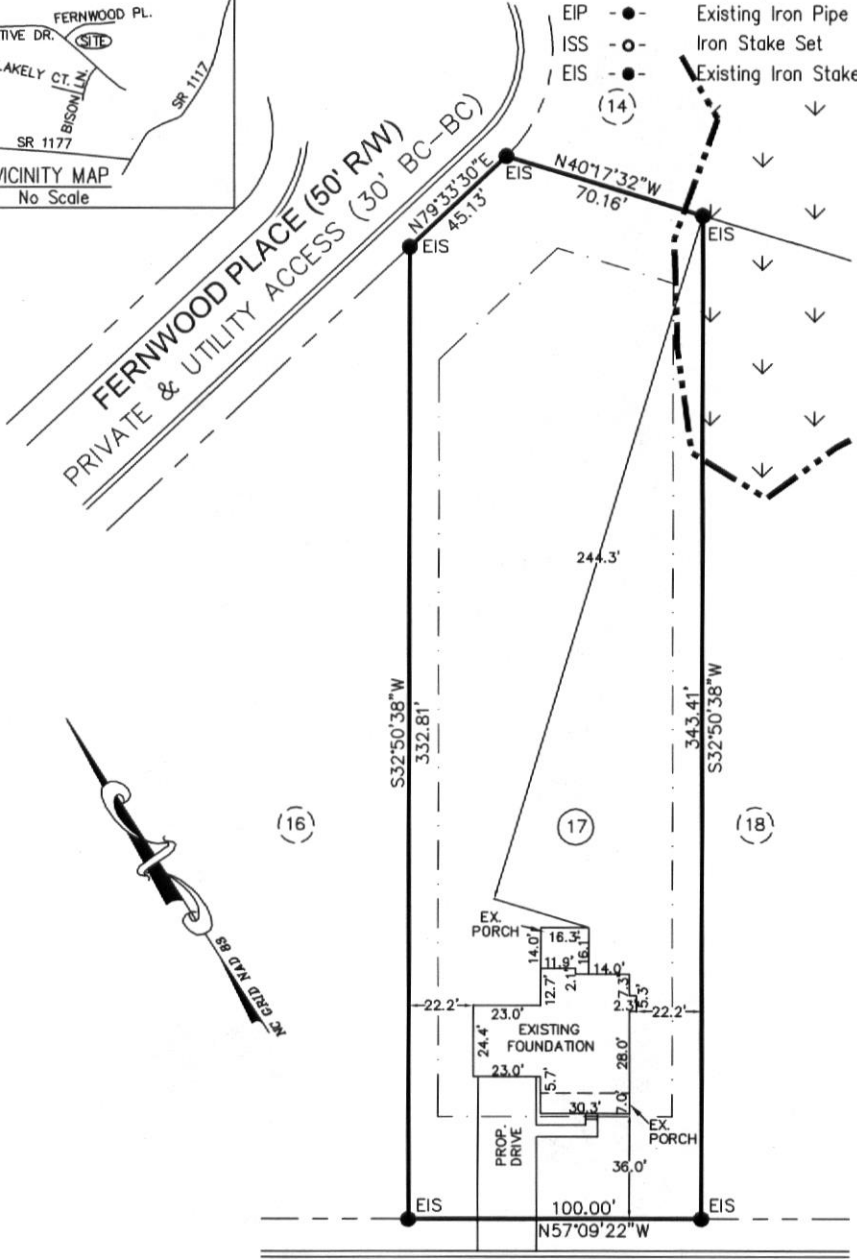 FERNWOOD PL.
TIVE DR.
SITE
LAKELY CT.
BISON LN.
SR 1117
SR 1177
VICINITY MAP
No Scale
EIP Existing Iron Pipe
ISS Iron Stake Set
EIS Existing Iron Stake
14
FERNWOOD PLACE (50' R/W)
PRIVATE & UTILITY ACCESS (30' BC-BC)
N79°33'30"E
45.13'
EIS
N40°17'32"W
70.16'
EIS
EIS
244.3'
S32°50'38"W
332.81'
343.41'
S32°50'38"W
16
17
18
NC GRID NAD 83
EX.
PORCH
16.3'
14.0'
16.1'
11.9'
2.1'
14.0'
12.7'
7.3'
5.3'
2.3'
22.2'
22.2'
23.0'
24.4'
EXISTING
FOUNDATION
28.0'
23.0'
5.7'
30.3'
7.0'
EX.
PORCH
PROP.
DRIVE
36.0'
EIS
100.00'
N57°09'22"W
EIS